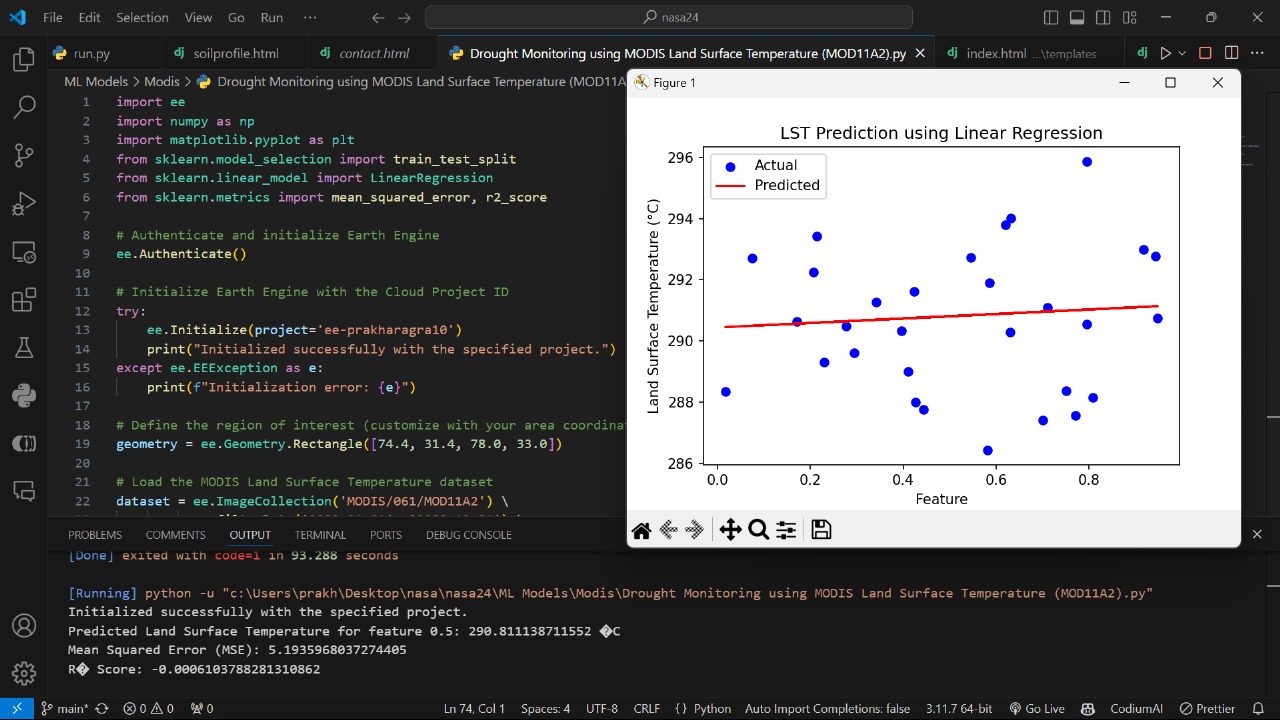 File Edit Selection View Go Run ··· nasa24
run.py soilprofile.html contact.html Drought Monitoring using MODIS Land Surface Temperature (MOD11A2).py index.html ...\templates
ML Models > Modis > Drought Monitoring using MODIS Land Surface Temperature (MOD11A
1 import ee
2 import numpy as np
3 import matplotlib.pyplot as plt
4 from sklearn.model_selection import train_test_split
5 from sklearn.linear_model import LinearRegression
6 from sklearn.metrics import mean_squared_error, r2_score
7
8 # Authenticate and initialize Earth Engine
9 ee.Authenticate()
10
11 # Initialize Earth Engine with the Cloud Project ID
12 try:
13 ee.Initialize(project='ee-prakharagra10')
14 print("Initialized successfully with the specified project.")
15 except ee.EEException as e:
16 print(f"Initialization error: {e}")
17
18 # Define the region of interest (customize with your area coordina
19 geometry = ee.Geometry.Rectangle([74.4, 31.4, 78.0, 33.0])
20
21 # Load the MODIS Land Surface Temperature dataset
22 dataset = ee.ImageCollection('MODIS/061/MOD11A2') \
Figure 1
LST Prediction using Linear Regression
Actual
Predicted
Land Surface Temperature (°C)
296
294
292
290
288
286
0.0 0.2 0.4 0.6 0.8
Feature
PROBLEMS COMMENTS OUTPUT TERMINAL PORTS DEBUG CONSOLE
[Done] exited with code=1 in 93.288 seconds
[Running] python -u "c:\Users\prakh\Desktop\nasa\nasa24\ML Models\Modis\Drought Monitoring using MODIS Land Surface Temperature (MOD11A2).py"
Initialized successfully with the specified project.
Predicted Land Surface Temperature for feature 0.5: 290.811138711552 �C
Mean Squared Error (MSE): 5.1935968037274405
R� Score: -0.0006103788281310862
main* 0 0 0 Ln 74, Col 1 Spaces: 4 UTF-8 CRLF {} Python Auto Import Completions: false 3.11.7 64-bit Go Live CodiumAI Prettier